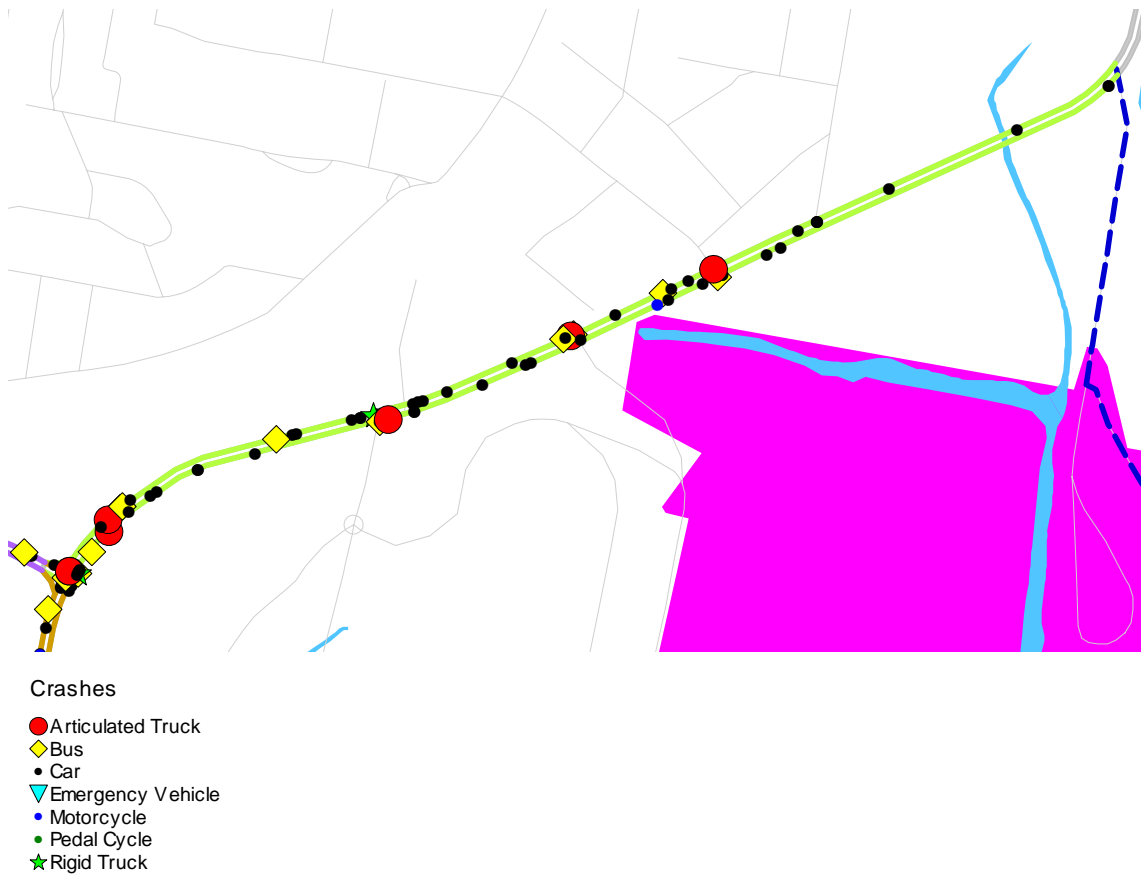 Crashes
Articulated Truck
Bus
Car
Emergency Vehicle
Motorcycle
Pedal Cycle
Rigid Truck